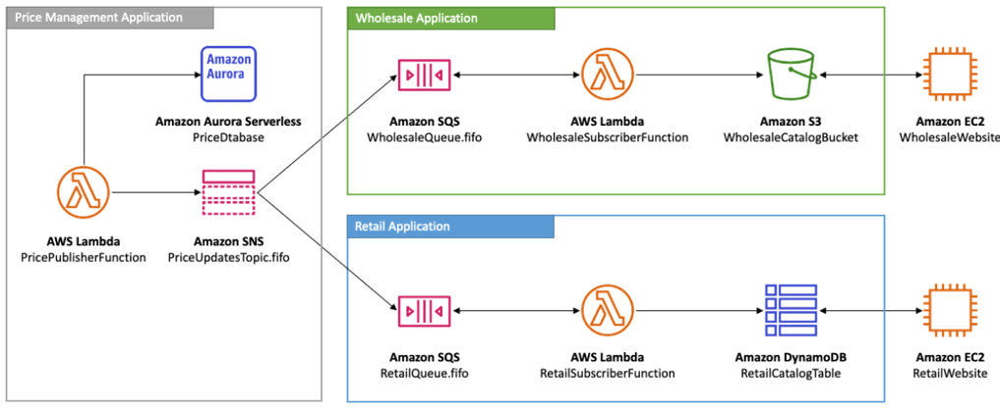 Price Management Application
Amazon
Aurora
Amazon Aurora Serverless
PriceDtabase
AWS Lambda
PricePublisherFunction
Amazon SNS
PriceUpdatesTopic.fifo
Wholesale Application
Amazon SQS
WholesaleQueue.fifo
AWS Lambda
WholesaleSubscriberFunction
Amazon S3
WholesaleCatalogBucket
Amazon EC2
WholesaleWebsite
Retail Application
Amazon SQS
RetailQueue.fifo
AWS Lambda
RetailSubscriberFunction
Amazon DynamoDB
RetailCatalogTable
Amazon EC2
RetailWebsite